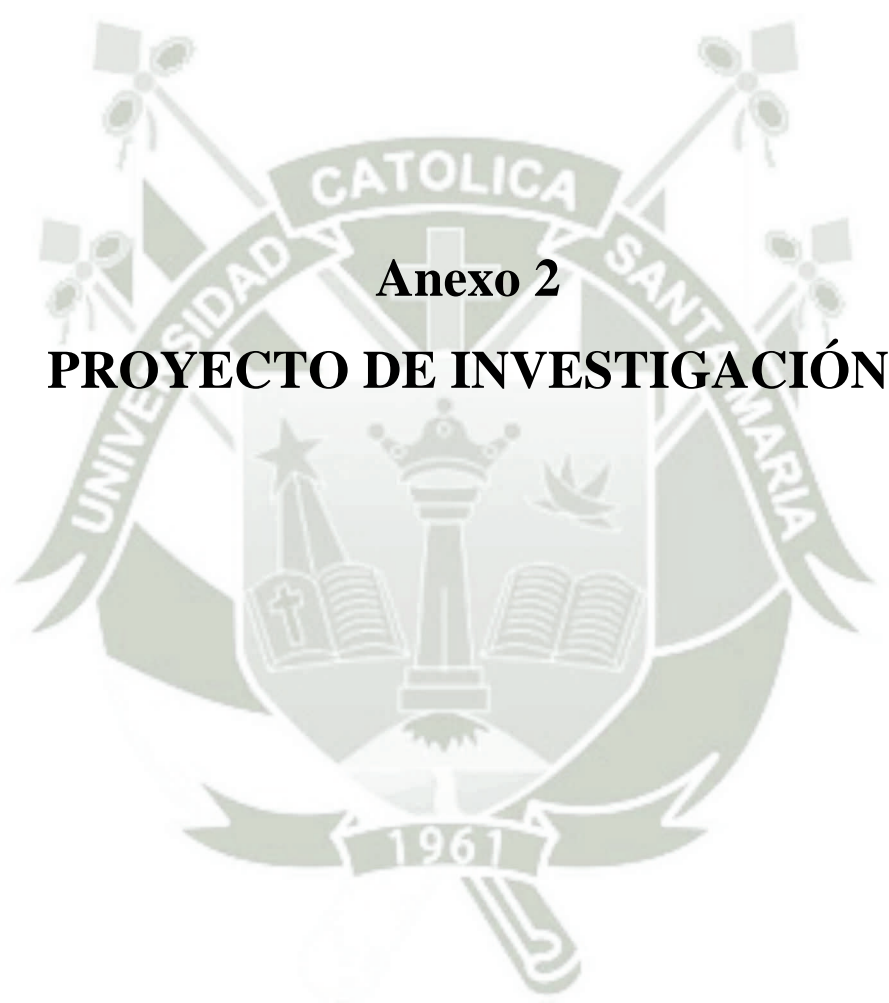 Anexo 2
PROYECTO DE INVESTIGACIÓN
UNIVERSIDAD CATOLICA SANTA MARIA
1961